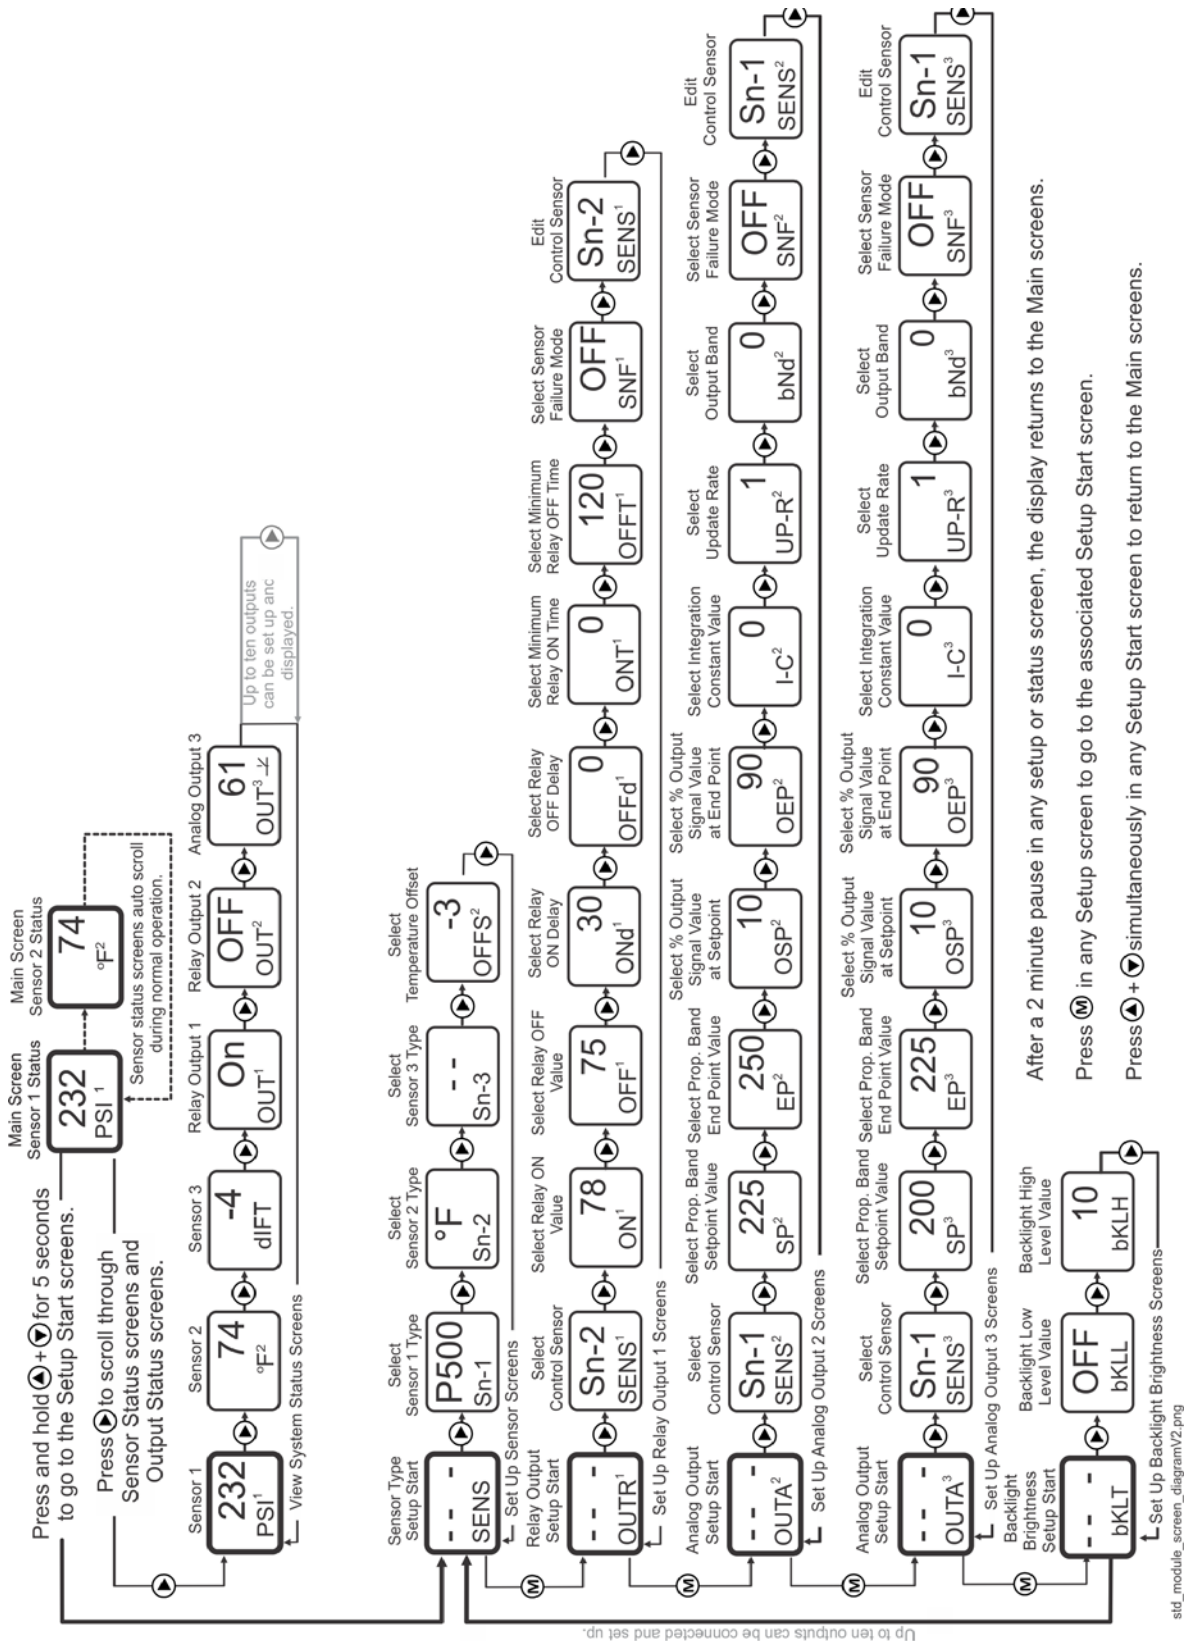 Press and hold ▲+▼ for 5 seconds
to go to the Setup Start screens.
Press ▶ to scroll through
Sensor Status screens and
Output Status screens.
Main Screen
Sensor 1 Status
232
PSI 1
Main Screen
Sensor 2 Status
74
°F2
Sensor status screens auto scroll
during normal operation.
Sensor 1
232
PSI1
Sensor 2
74
°F2
Sensor 3
-4
dIFT
Relay Output 1
On
OUT1
Relay Output 2
OFF
OUT2
Analog Output 3
61
OUT3
Up to ten outputs
can be set up and
displayed.
View System Status Screens
Sensor Type
Setup Start
- - -
SENS
Select
Sensor 1 Type
P500
Sn-1
Select
Sensor 2 Type
°F
Sn-2
Select
Sensor 3 Type
- -
Sn-3
Select
Temperature Offset
-3
OFFS2
Set Up Sensor Screens
M
Relay Output
Setup Start
- - -
OUTR1
Select
Control Sensor
Sn-2
SENS1
Select Relay ON
Value
78
ON1
Select Relay OFF
Value
75
OFF1
Select Relay
ON Delay
30
ONd1
Select Relay
OFF Delay
0
OFFd1
Select Minimum
Relay ON Time
0
ONT1
Select Minimum
Relay OFF Time
120
OFFT1
Select Sensor
Failure Mode
OFF
SNF1
Edit
Control Sensor
Sn-2
SENS1
Set Up Relay Output 1 Screens
M
Analog Output
Setup Start
- - -
OUTA2
Select
Control Sensor
Sn-1
SENS2
Select Prop. Band
Setpoint Value
225
SP2
Select Prop. Band
End Point Value
250
EP2
Select % Output
Signal Value
at Setpoint
10
OSP2
Select % Output
Signal Value
at End Point
90
OEP2
Select Integration
Constant Value
0
I-C2
Select
Update Rate
1
UP-R2
Select
Output Band
0
bNd2
Select Sensor
Failure Mode
OFF
SNF2
Edit
Control Sensor
Sn-1
SENS2
Set Up Analog Output 2 Screens
M
Analog Output
Setup Start
- - -
OUTA3
Select
Control Sensor
Sn-1
SENS3
Select Prop. Band
Setpoint Value
200
SP3
Select Prop. Band
End Point Value
225
EP3
Select % Output
Signal Value
at Setpoint
10
OSP3
Select % Output
Signal Value
at End Point
90
OEP3
Select Integration
Constant Value
0
I-C3
Select
Update Rate
1
UP-R3
Select
Output Band
0
bNd3
Select Sensor
Failure Mode
OFF
SNF3
Edit
Control Sensor
Sn-1
SENS3
Set Up Analog Output 3 Screens
M
Backlight
Brightness
Setup Start
- - -
bKLT
Backlight Low
Level Value
OFF
bKLL
Backlight High
Level Value
10
bKLH
Set Up Backlight Brightness Screens
Up to ten outputs can be connected and set up.
After a 2 minute pause in any setup or status screen, the display returns to the Main screens.
Press M in any Setup screen to go to the associated Setup Start screen.
Press ▲+▼ simultaneously in any Setup Start screen to return to the Main screens.
std_module_screen_diagramV2.png